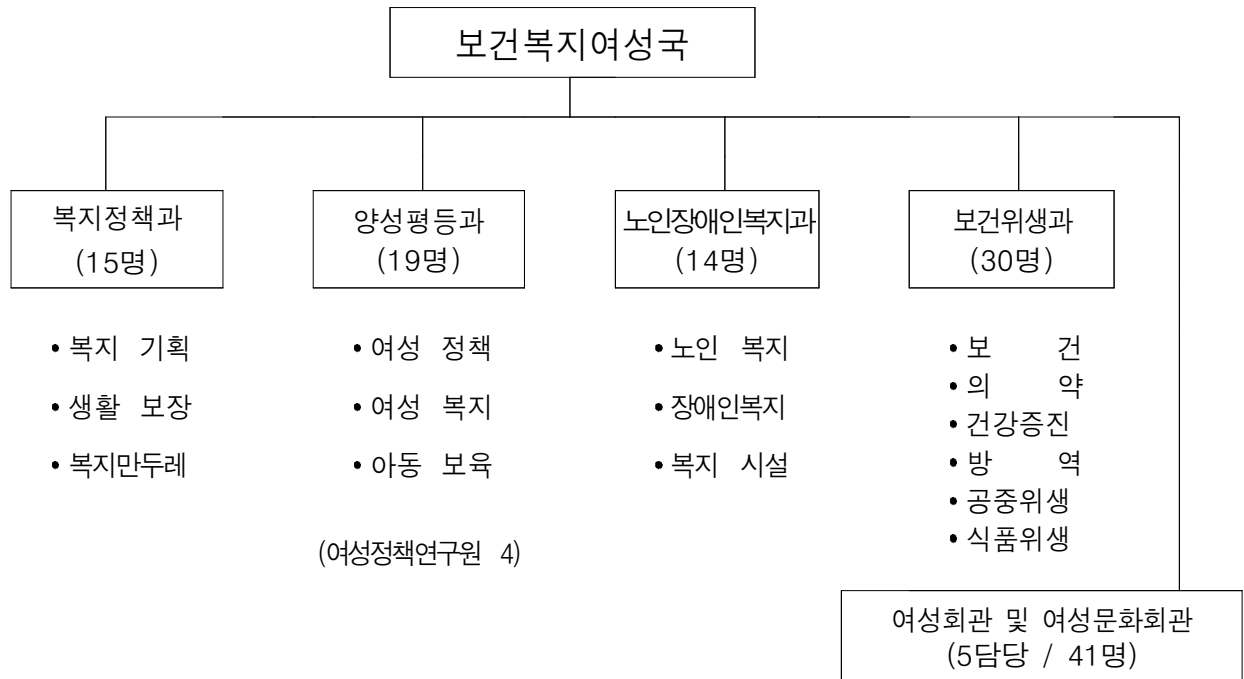 보건복지여성국
복지정책과
(15명)
• 복지 기획
• 생활 보장
• 복지만두레
양성평등과
(19명)
• 여성 정책
• 여성 복지
• 아동 보육
(여성정책연구원 4)
노인장애인복지과
(14명)
• 노인 복지
• 장애인복지
• 복지 시설
보건위생과
(30명)
• 보 건
• 의 약
• 건강증진
• 방 역
• 공중위생
• 식품위생
여성회관 및 여성문화회관
(5담당 / 41명)